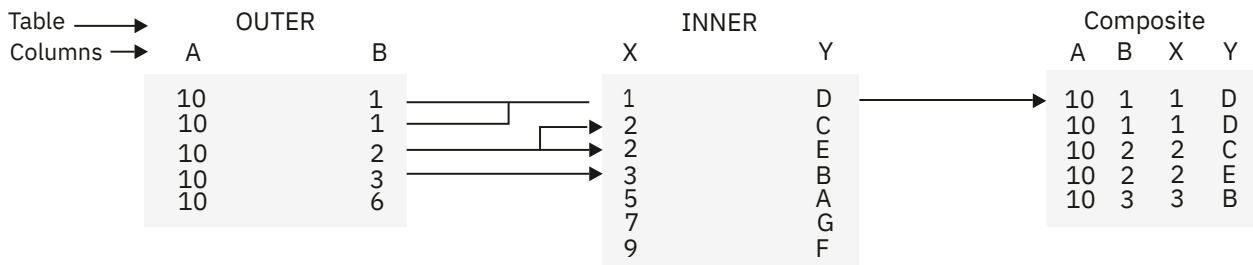 Table OUTER INNER Composite
Columns A B X Y A B X Y
10 1 1 D 10 1 1 D
10 1 2 C 10 1 1 D
10 2 2 E 10 2 2 C
10 3 3 B 10 2 2 E
10 6 5 A 10 3 3 B
7 G
9 F